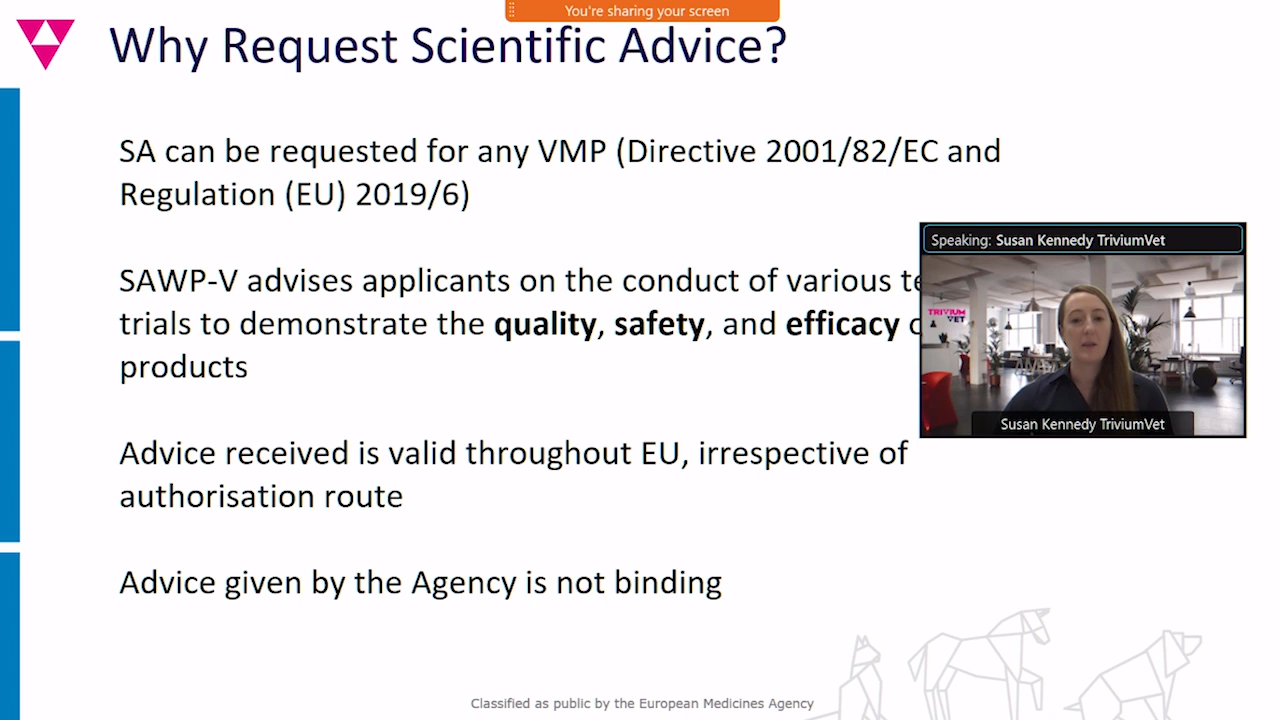 You're sharing your screen
Why Request Scientific Advice?
SA can be requested for any VMP (Directive 2001/82/EC and
Regulation (EU) 2019/6)
SAWP-V advises applicants on the conduct of various
trials to demonstrate the quality, safety, and efficacy
products
Advice received is valid throughout EU, irrespective of
authorisation route
Advice given by the Agency is not binding
Speaking: Susan Kennedy TriviumVet
TRIVIUM
VET
Susan Kennedy TriviumVet
Classified as public by the European Medicines Agency